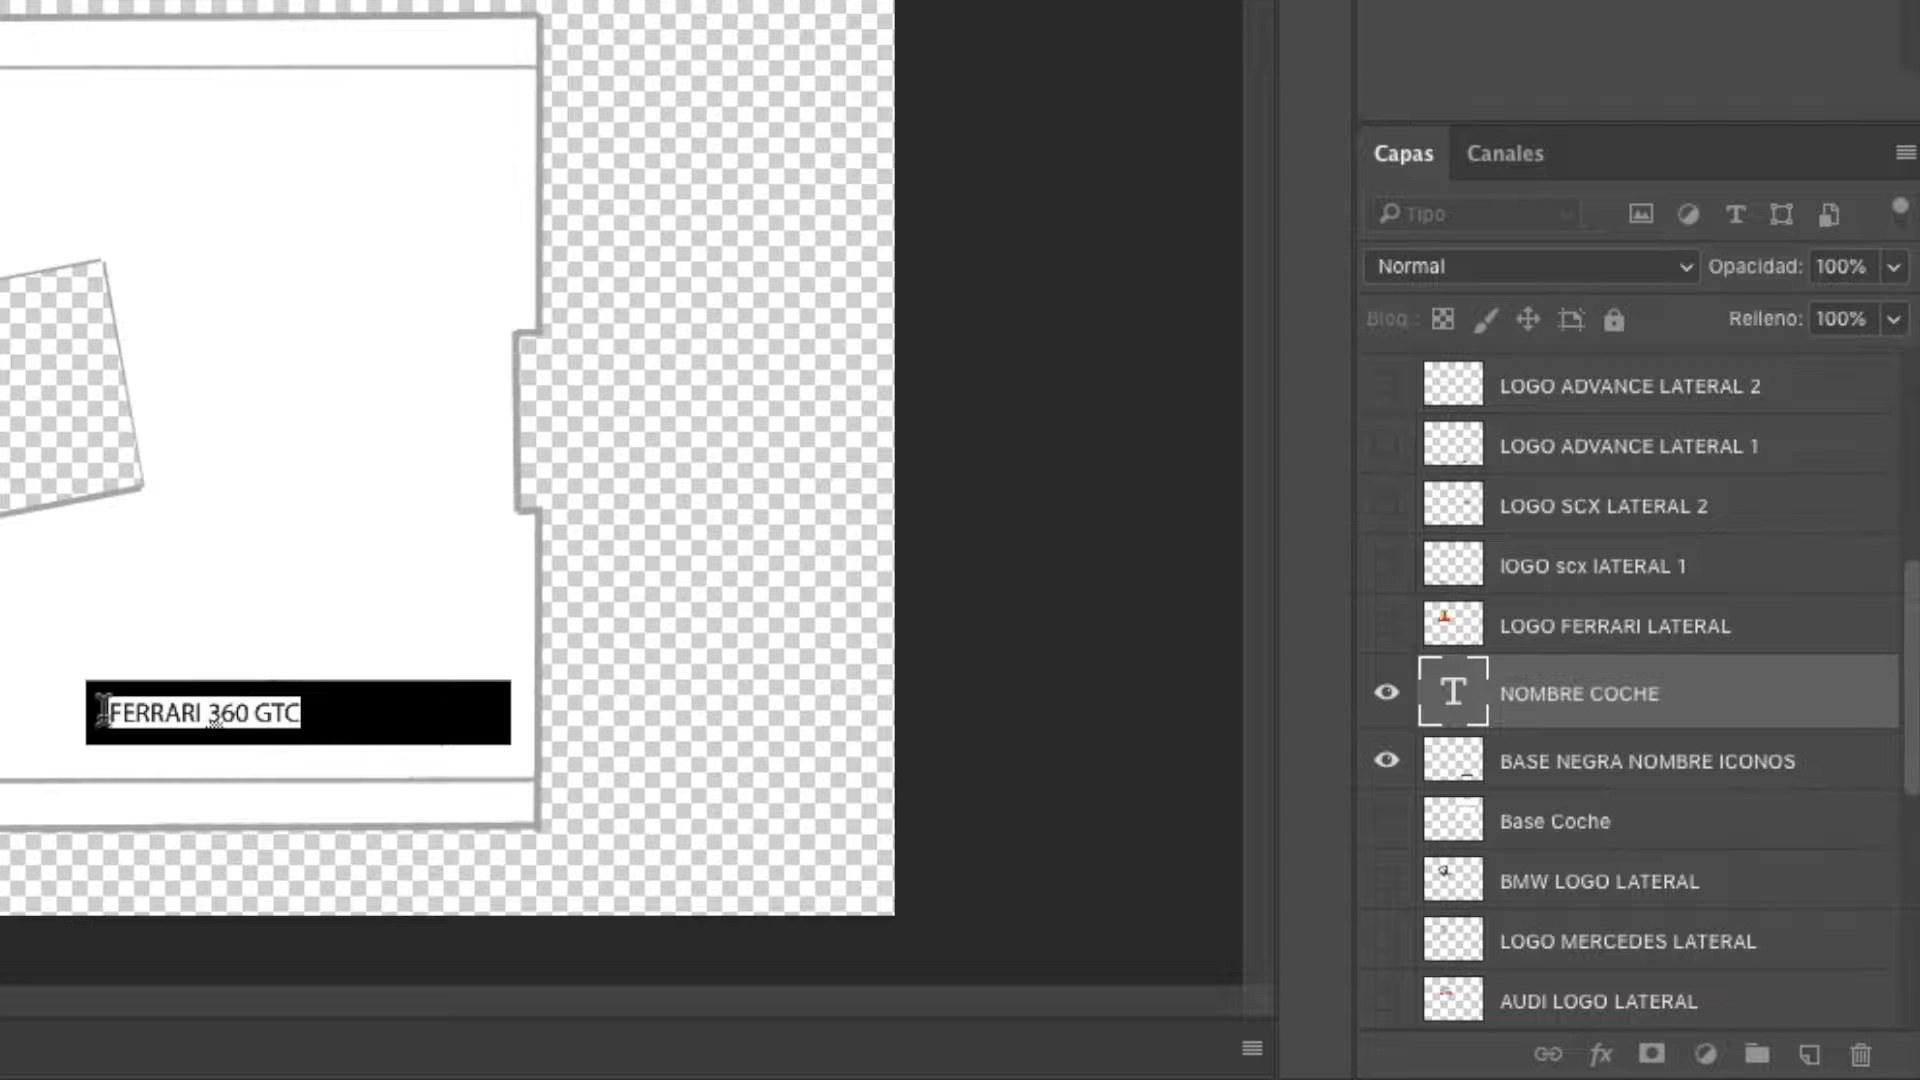 Capas Canales
Tipo
Normal Opacidad: 100%
Bloq.: Relleno: 100%
LOGO ADVANCE LATERAL 2
LOGO ADVANCE LATERAL 1
LOGO SCX LATERAL 2
lOGO scx lATERAL 1
LOGO FERRARI LATERAL
T NOMBRE COCHE
FERRARI 360 GTC
BASE NEGRA NOMBRE ICONOS
Base Coche
BMW LOGO LATERAL
LOGO MERCEDES LATERAL
AUDI LOGO LATERAL
fx